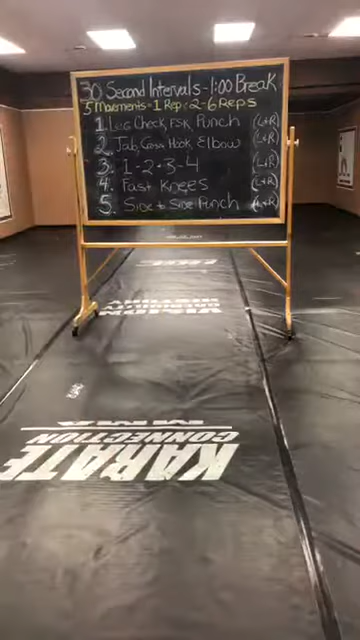 30 Second Intervals - 1:00 Break
5 Movements = 1 Rep = 2-6 Reps
1. Leg Check, FSK, Punch (L+R)
2. Jab, Cross, Hook, Elbow (L+R)
3. 1-2-3-4 (L+R)
4. Fast Knees (L+R)
5. Side to Side Punch (L+R)
KARATE
CONNECTION
MMA